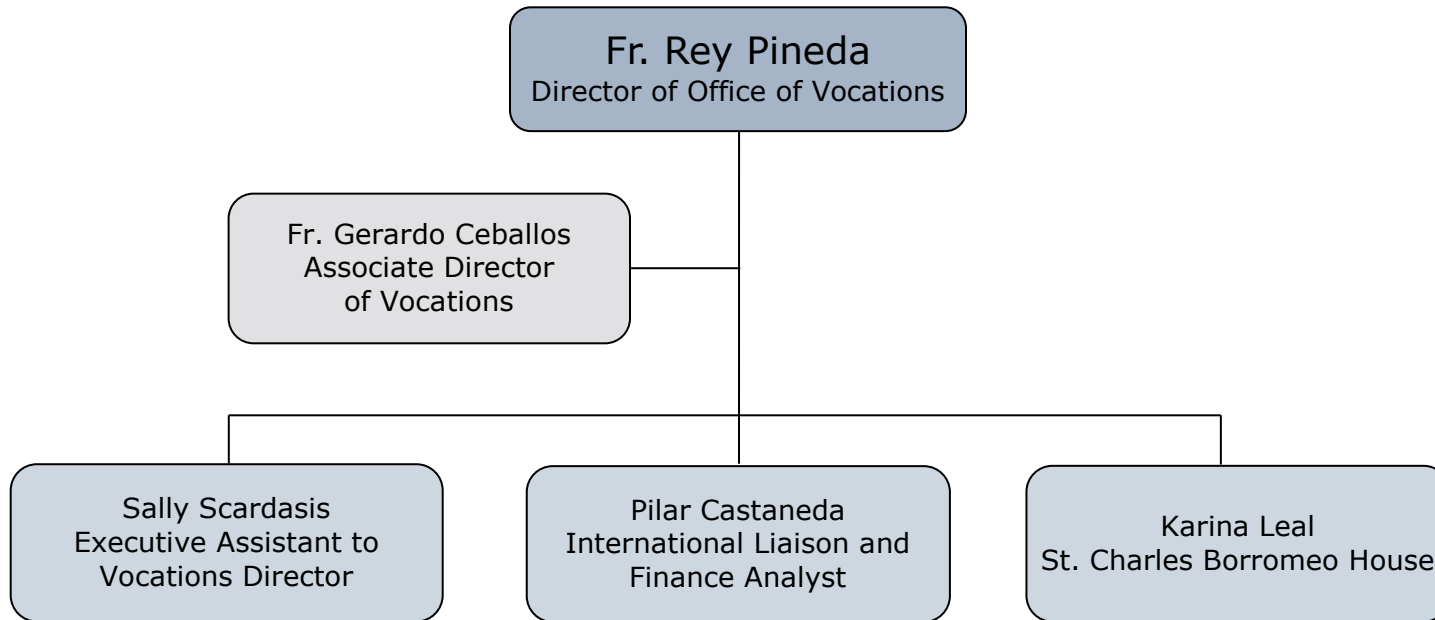 Fr. Rey Pineda
Director of Office of Vocations
Fr. Gerardo Ceballos
Associate Director
of Vocations
Sally Scardasis
Executive Assistant to
Vocations Director
Pilar Castaneda
International Liaison and
Finance Analyst
Karina Leal
St. Charles Borromeo House